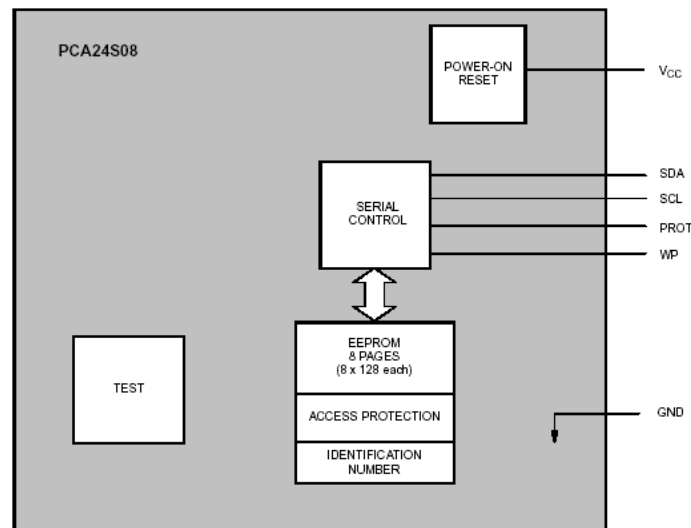 PCA24S08
POWER-ON
RESET
VCC
SDA
SERIAL
CONTROL
SCL
PROT
WP
EEPROM
8 PAGES
(8 x 128 each)
TEST
ACCESS PROTECTION
GND
IDENTIFICATION
NUMBER